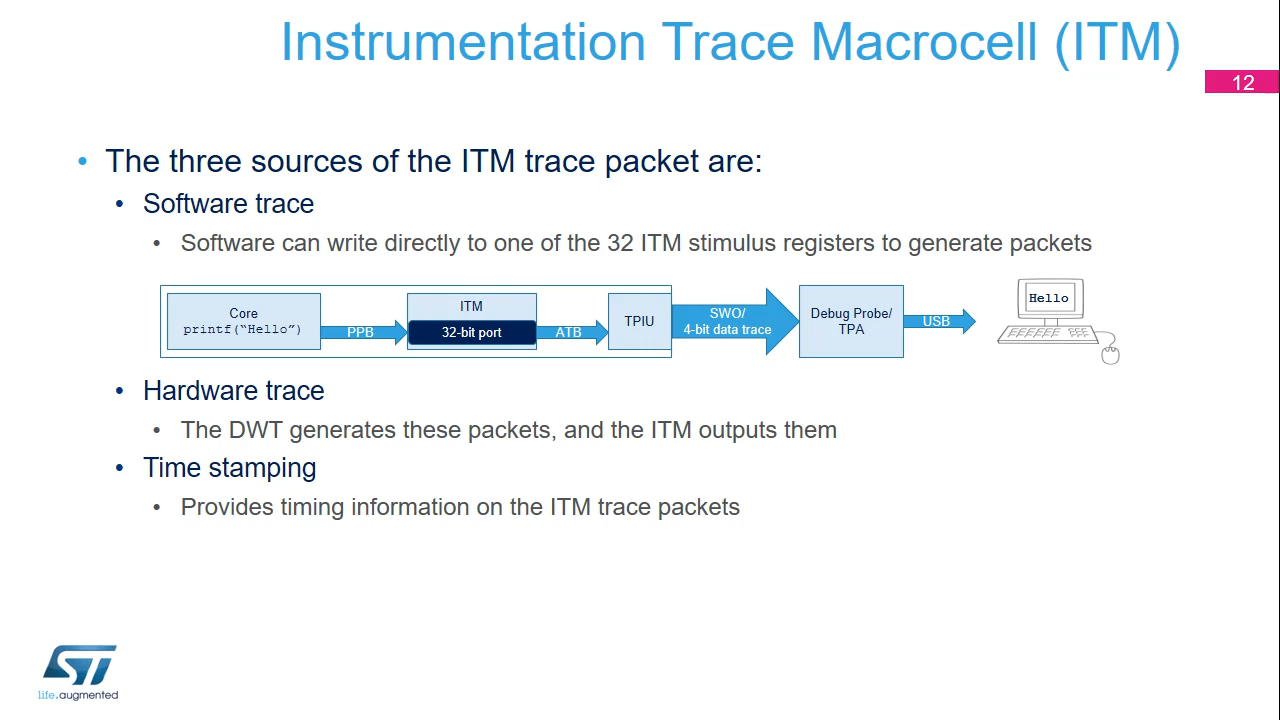 Instrumentation Trace Macrocell (ITM)
12
• The three sources of the ITM trace packet are:
• Software trace
• Software can write directly to one of the 32 ITM stimulus registers to generate packets
Core
printf(“Hello”)
PPB
ITM
32-bit port
ATB
TPIU
SWO/
4-bit data trace
Debug Probe/
TPA
USB
Hello
• Hardware trace
• The DWT generates these packets, and the ITM outputs them
• Time stamping
• Provides timing information on the ITM trace packets
ST
life.augmented